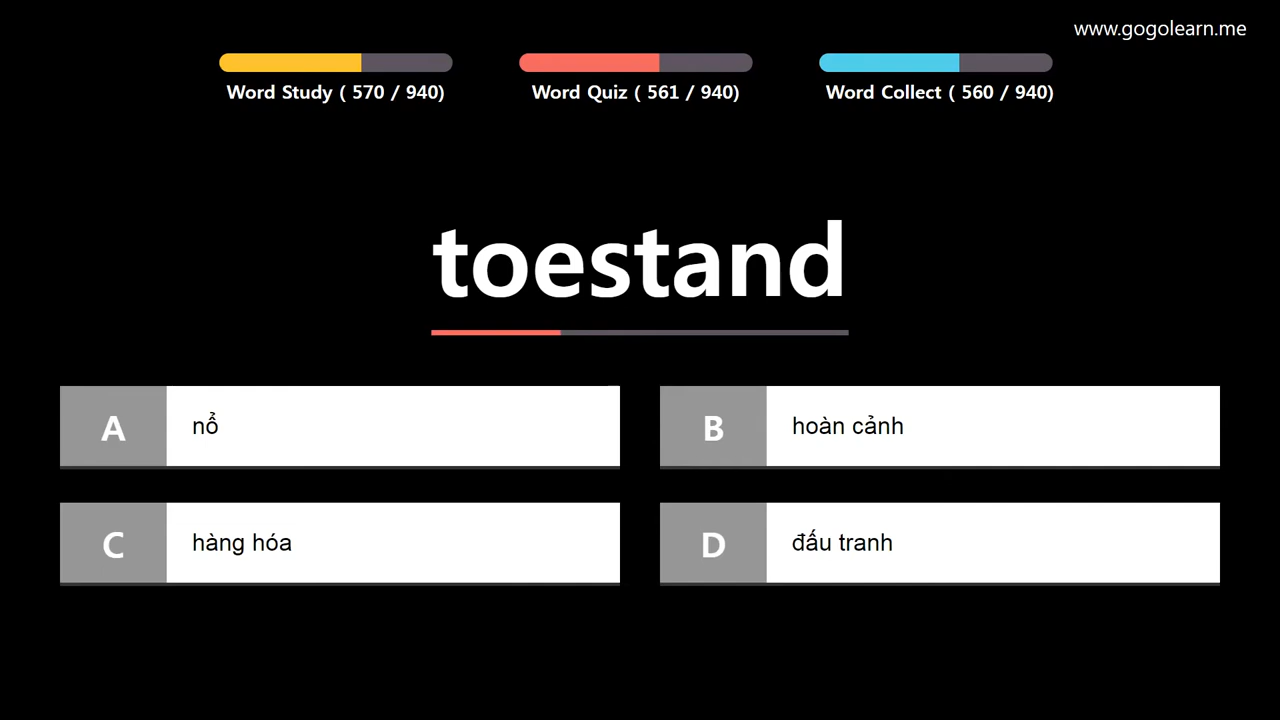 www.gogolearn.me
Word Study ( 570 / 940)
Word Quiz ( 561 / 940)
Word Collect ( 560 / 940)
toestand
A nổ
B hoàn cảnh
C hàng hóa
D đấu tranh